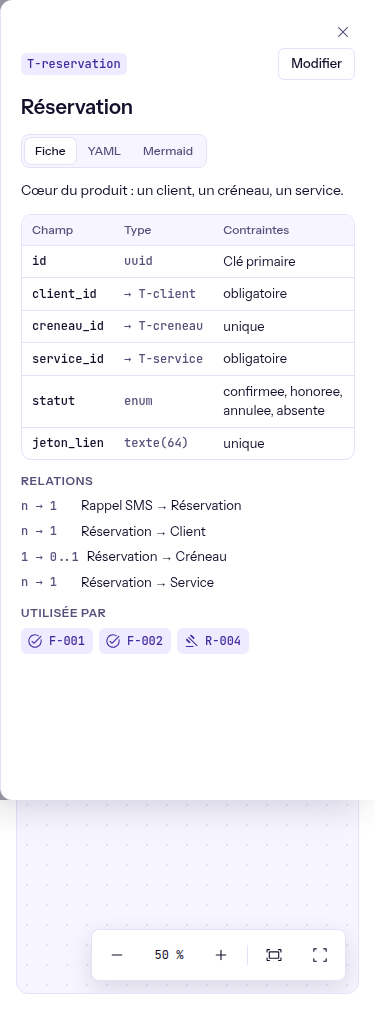 T-reservation
Modifier
Réservation
Fiche YAML Mermaid
Cœur du produit : un client, un créneau, un service.
Champ Type Contraintes
id uuid Clé primaire
client_id → T-client obligatoire
creneau_id → T-creneau unique
service_id → T-service obligatoire
statut enum confirmee, honoree,
annulee, absente
jeton_lien texte(64) unique
RELATIONS
n → 1 Rappel SMS → Réservation
n → 1 Réservation → Client
1 → 0..1 Réservation → Créneau
n → 1 Réservation → Service
UTILISÉE PAR
F-001 F-002 R-004
50 %